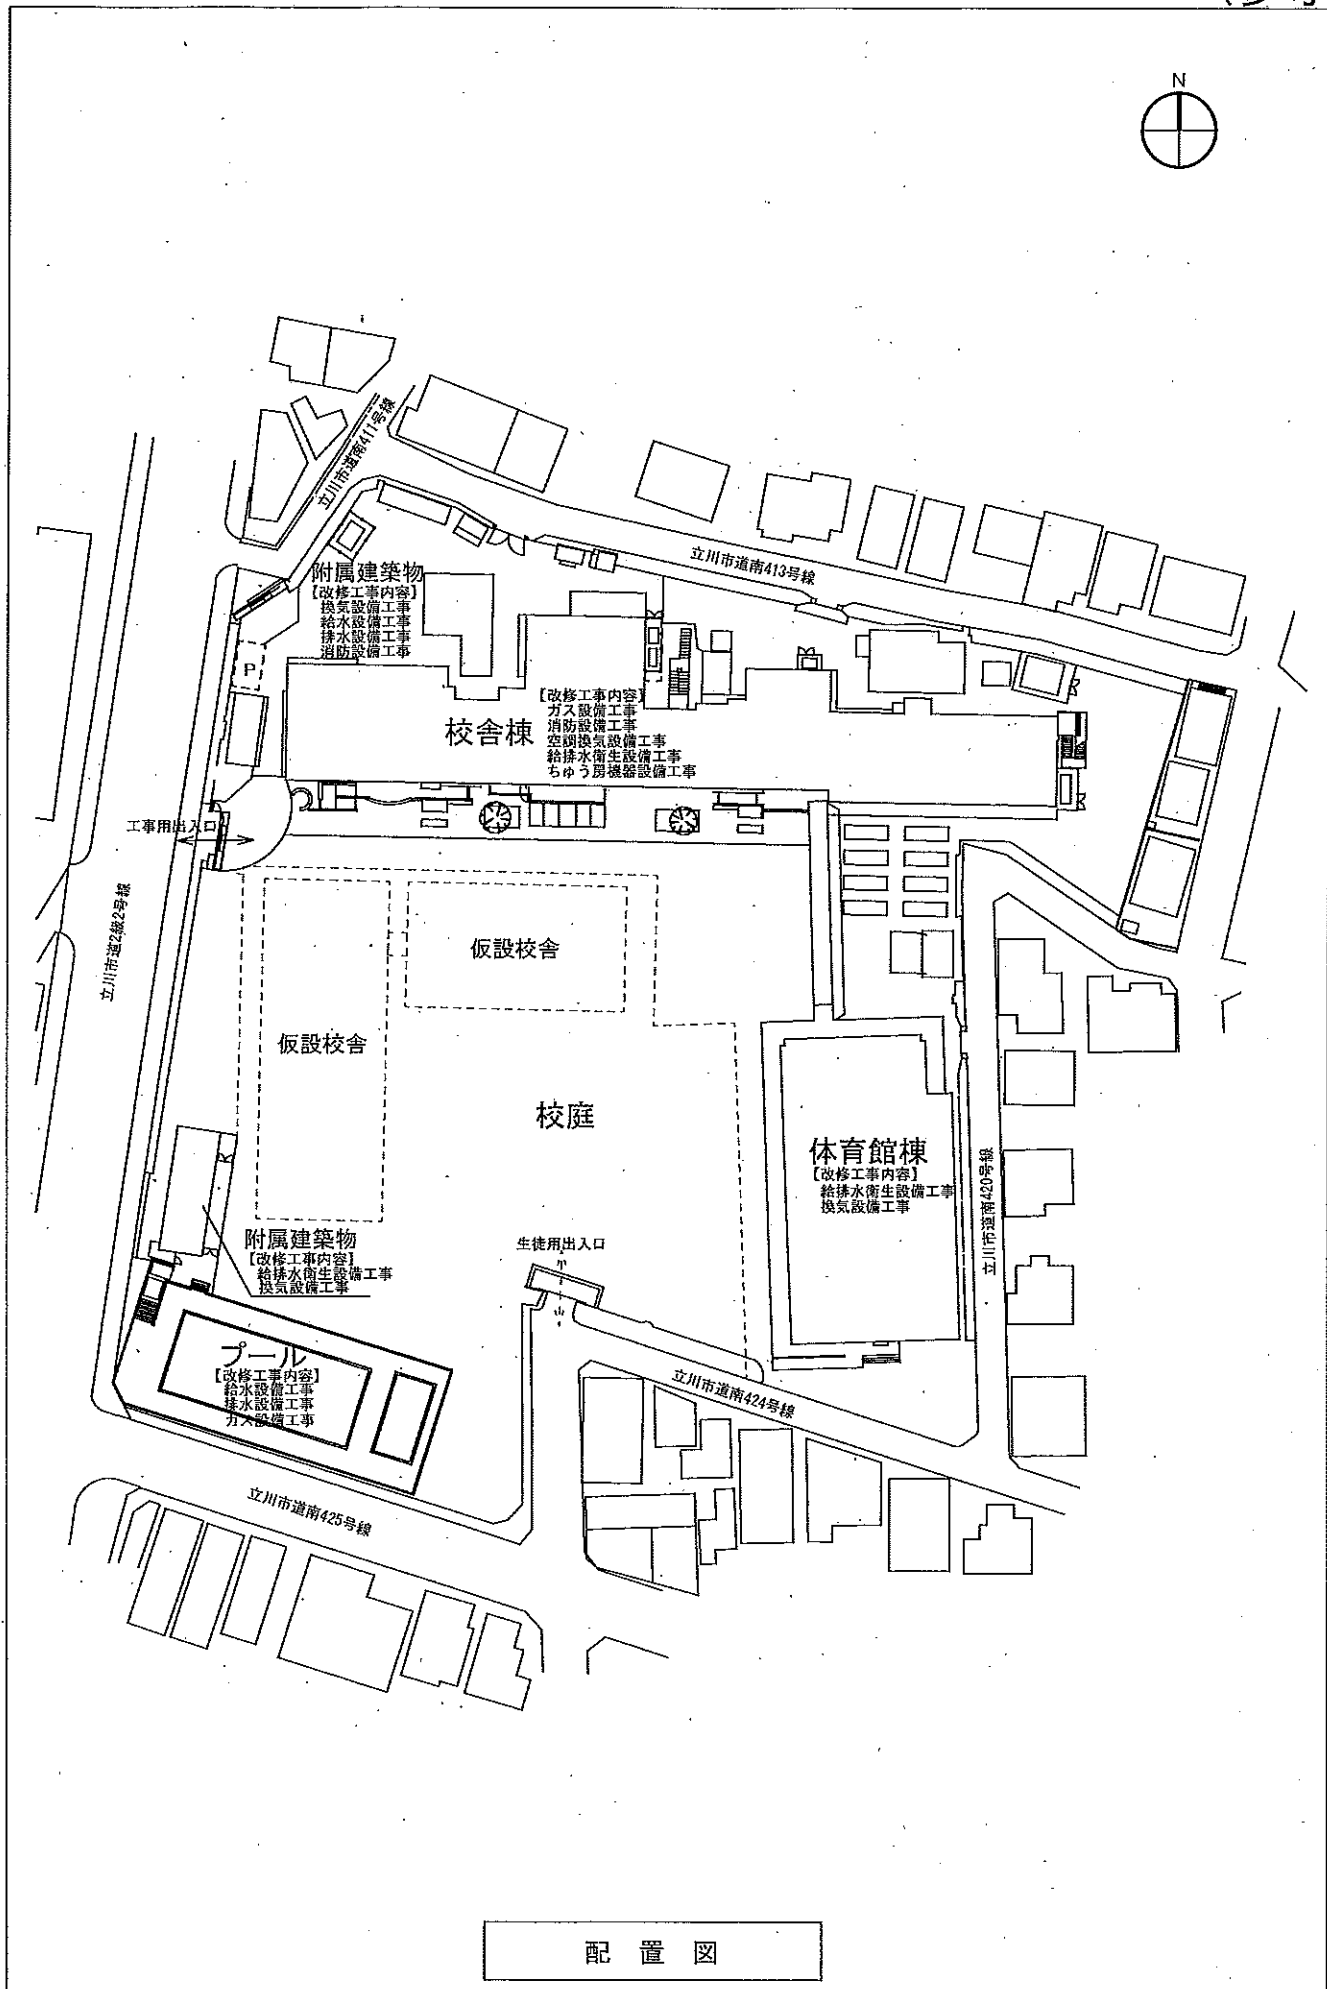 N
立川市道南411号線
立川市道南413号線
附属建築物
【改修工事内容】
換気設備工事
給水設備工事
排水設備工事
消防設備工事
P
校舎棟
【改修工事内容】
ガス設備工事
消防設備工事
空調換気設備工事
給排水衛生設備工事
ちゅう房機器設備工事
工事用出入口
立川市道2級2号線
仮設校舎
仮設校舎
校庭
体育館棟
【改修工事内容】
給排水衛生設備工事
換気設備工事
立川市道南420号線
附属建築物
【改修工事内容】
給排水衛生設備工事
換気設備工事
生徒用出入口
プール
【改修工事内容】
給水設備工事
排水設備工事
ガス設備工事
立川市道南424号線
立川市道南425号線
配置図